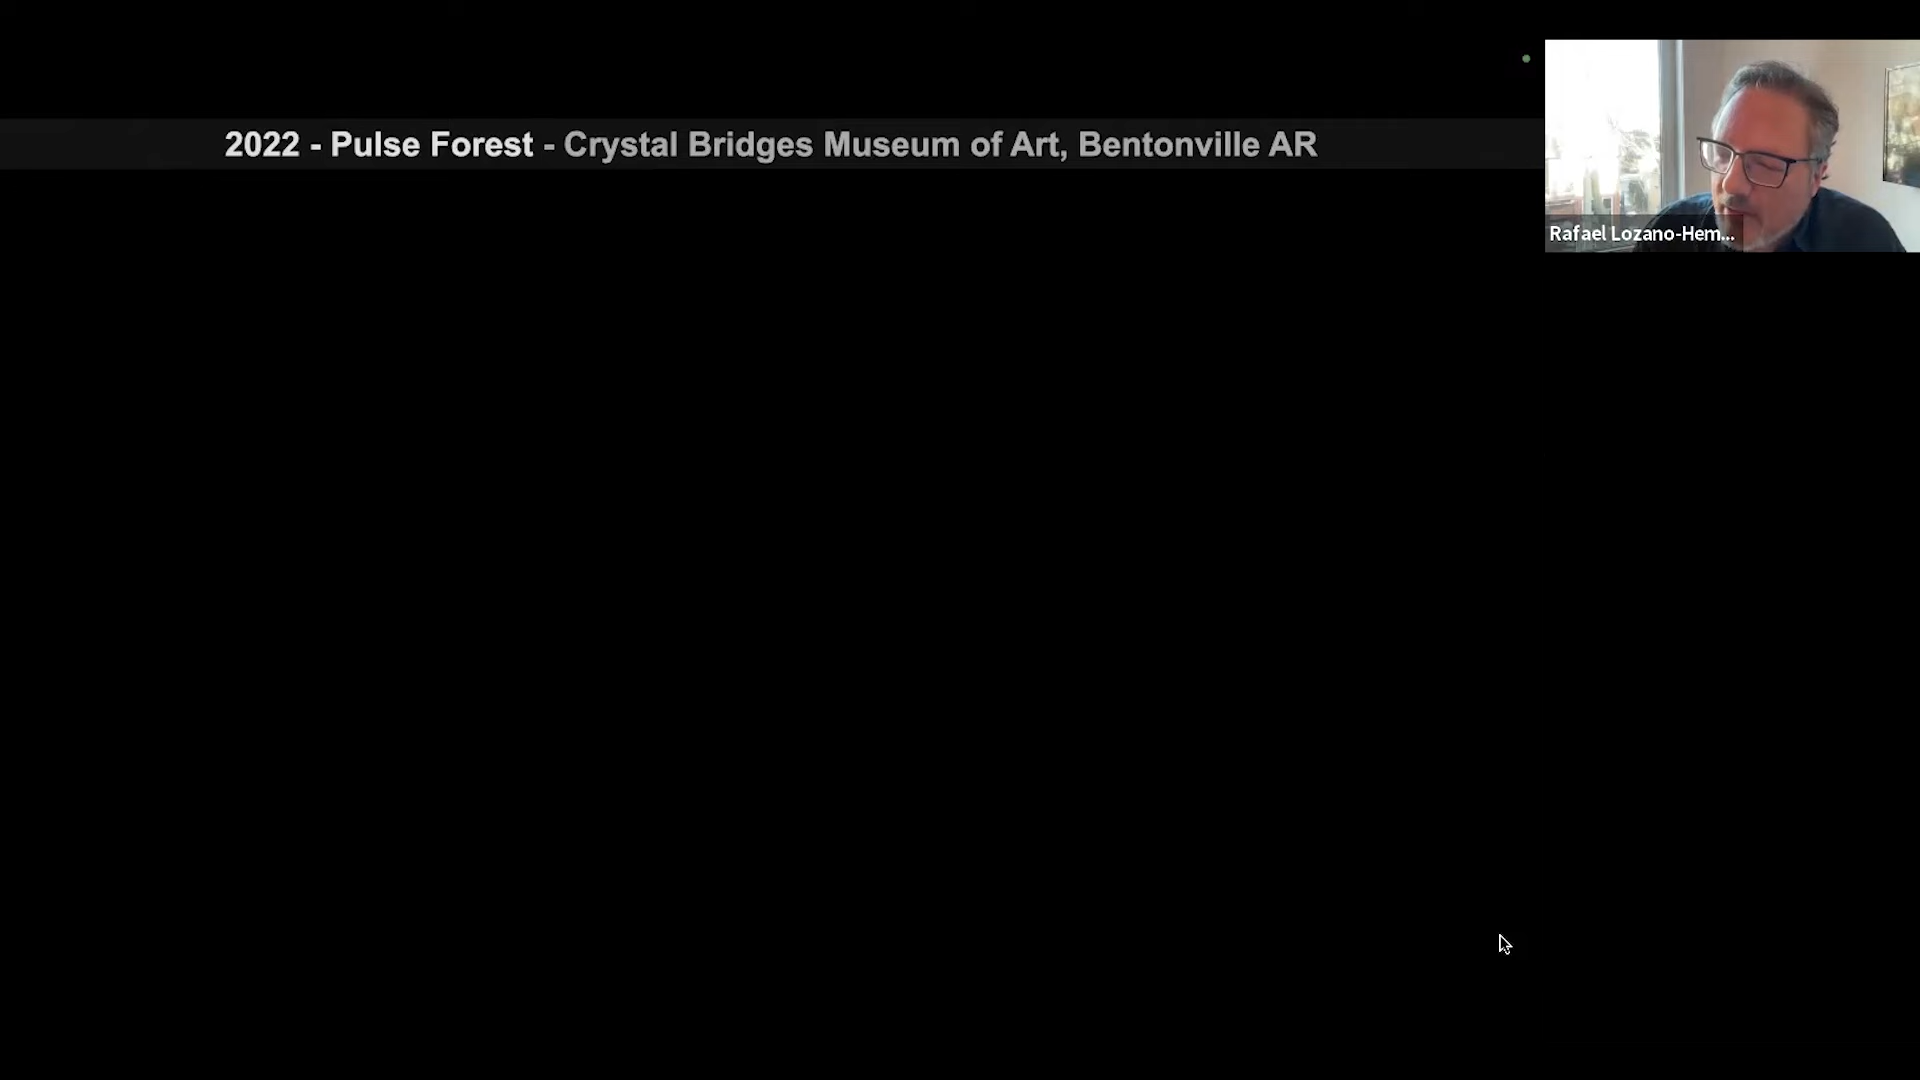 2022 - Pulse Forest - Crystal Bridges Museum of Art, Bentonville AR
Rafael Lozano-Hem...